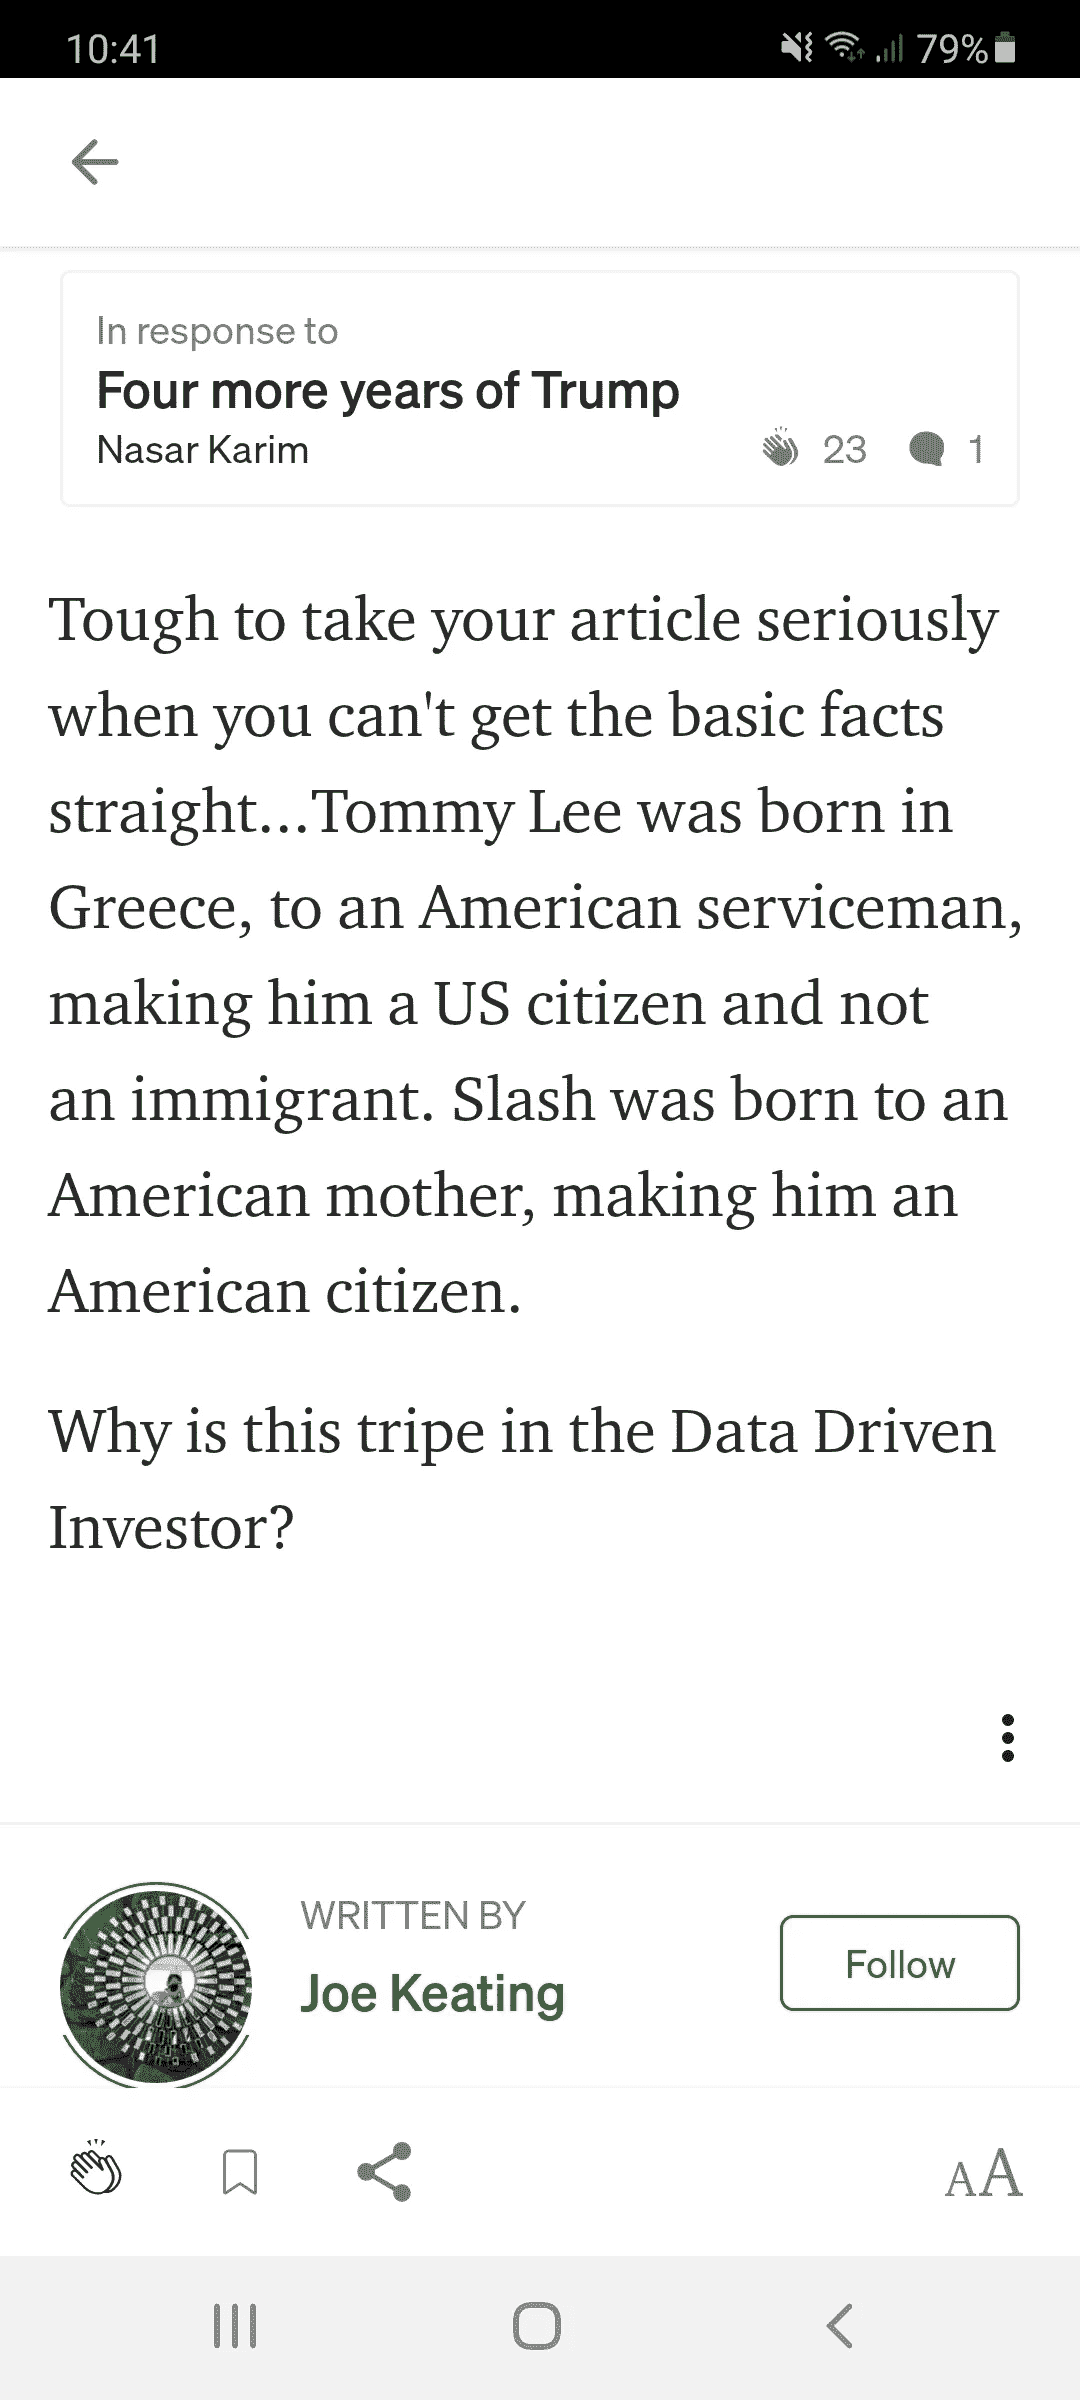 10:41
79%
In response to
Four more years of Trump
Nasar Karim
23
1
Tough to take your article seriously
when you can't get the basic facts
straight...Tommy Lee was born in
Greece, to an American serviceman,
making him a US citizen and not
an immigrant. Slash was born to an
American mother, making him an
American citizen.
Why is this tripe in the Data Driven
Investor?
WRITTEN BY
Joe Keating
Follow
AA